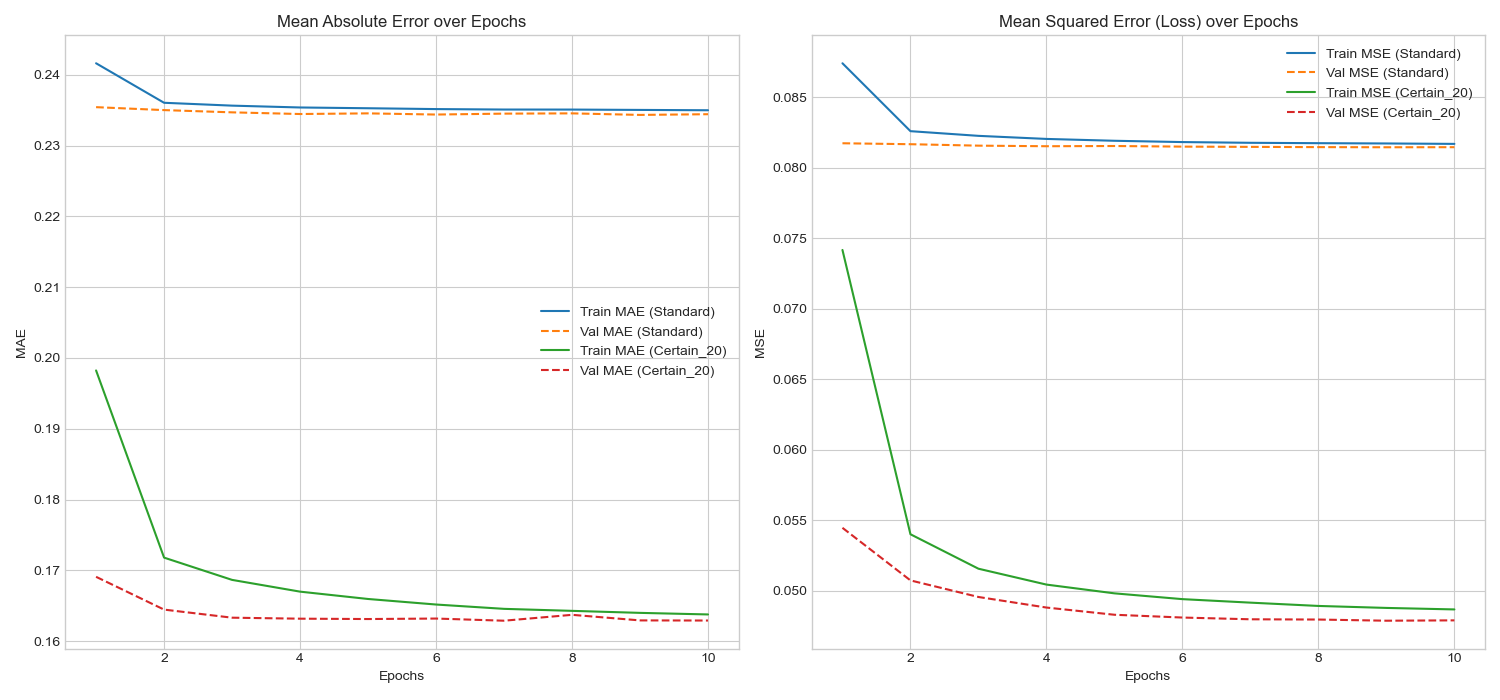 Mean Absolute Error over Epochs
0.24
0.23
0.22
0.21
0.20
0.19
0.18
0.17
0.16
MAE
Train MAE (Standard)
Val MAE (Standard)
Train MAE (Certain_20)
Val MAE (Certain_20)
2 4 6 8 10
Epochs
Mean Squared Error (Loss) over Epochs
Train MSE (Standard)
Val MSE (Standard)
Train MSE (Certain_20)
Val MSE (Certain_20)
0.085
0.080
0.075
0.070
0.065
0.060
0.055
0.050
MSE
2 4 6 8 10
Epochs